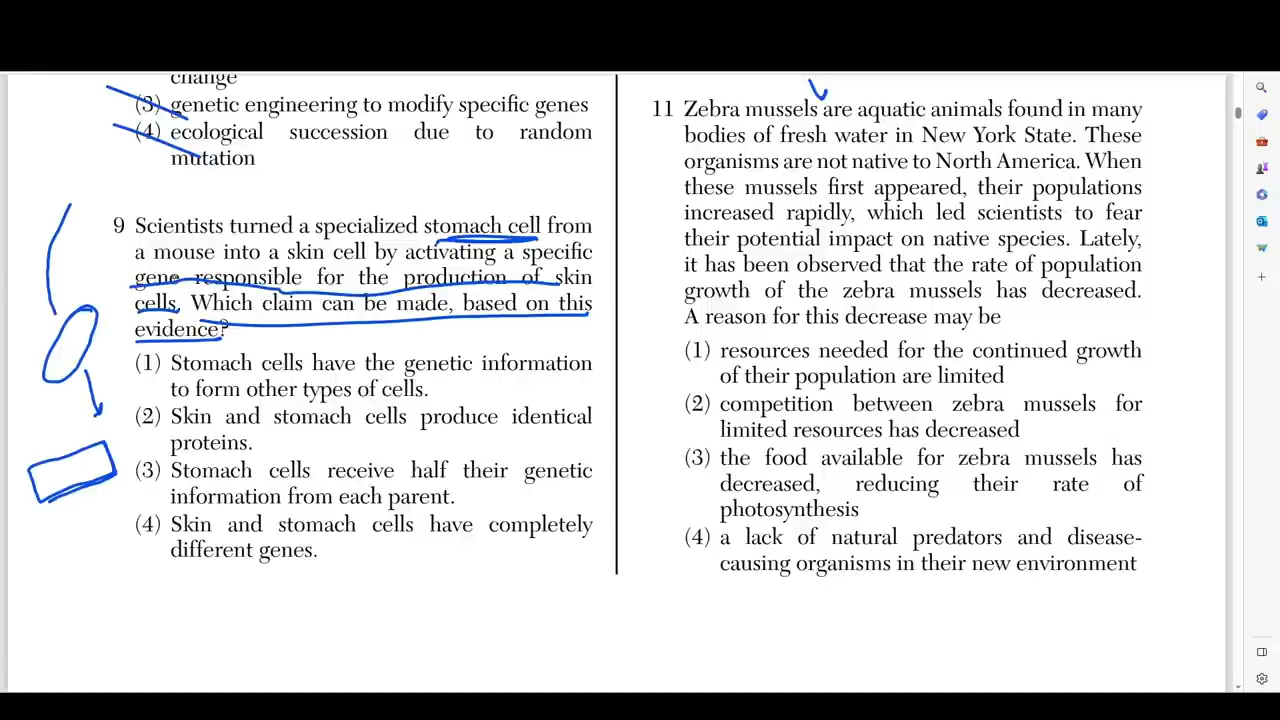 change
(3) genetic engineering to modify specific genes
(4) ecological succession due to random
mutation
9 Scientists turned a specialized stomach cell from
a mouse into a skin cell by activating a specific
gene responsible for the production of skin
cells. Which claim can be made, based on this
evidence?
(1) Stomach cells have the genetic information
to form other types of cells.
(2) Skin and stomach cells produce identical
proteins.
(3) Stomach cells receive half their genetic
information from each parent.
(4) Skin and stomach cells have completely
different genes.
11 Zebra mussels are aquatic animals found in many
bodies of fresh water in New York State. These
organisms are not native to North America. When
these mussels first appeared, their populations
increased rapidly, which led scientists to fear
their potential impact on native species. Lately,
it has been observed that the rate of population
growth of the zebra mussels has decreased.
A reason for this decrease may be
(1) resources needed for the continued growth
of their population are limited
(2) competition between zebra mussels for
limited resources has decreased
(3) the food available for zebra mussels has
decreased, reducing their rate of
photosynthesis
(4) a lack of natural predators and disease-
causing organisms in their new environment